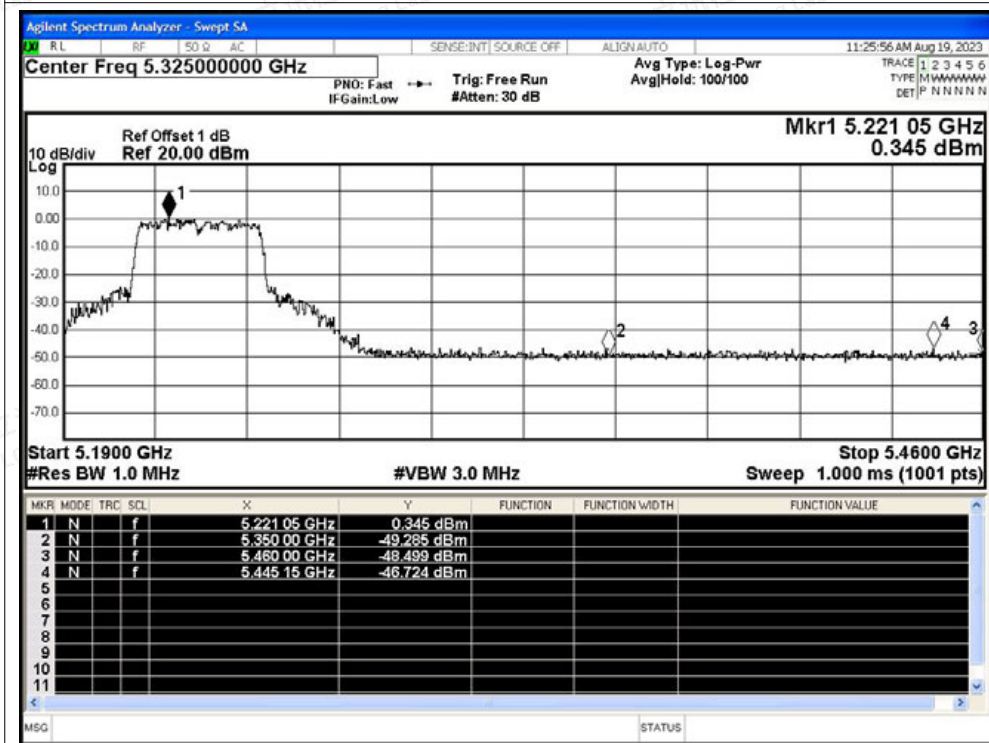 Agilent Spectrum Analyzer - Swept SA
RL RF 50 Ω AC SENSE:INT SOURCE OFF ALIGN AUTO 11:25:56 AM Aug 19, 2023
Center Freq 5.325000000 GHz
PNO: Fast
IFGain:Low
Trig: Free Run
#Atten: 30 dB
Avg Type: Log-Pwr
Avg|Hold: 100/100
TRACE 1 2 3 4 5 6
TYPE M WWWWW
DET P N N N N N
Mkr1 5.221 05 GHz
0.345 dBm
Ref Offset 1 dB
10 dB/div Ref 20.00 dBm
Log
10.0
0.00
-10.0
-20.0
-30.0
-40.0
-50.0
-60.0
-70.0
1
2
4
3
Start 5.1900 GHz Stop 5.4600 GHz
#Res BW 1.0 MHz #VBW 3.0 MHz Sweep 1.000 ms (1001 pts)
MKR MODE TRC SCL X Y FUNCTION FUNCTION WIDTH FUNCTION VALUE
1 N f 5.221 05 GHz 0.345 dBm
2 N f 5.350 00 GHz -49.285 dBm
3 N f 5.460 00 GHz -48.499 dBm
4 N f 5.445 15 GHz -46.724 dBm
5
6
7
8
9
10
11
MSG STATUS